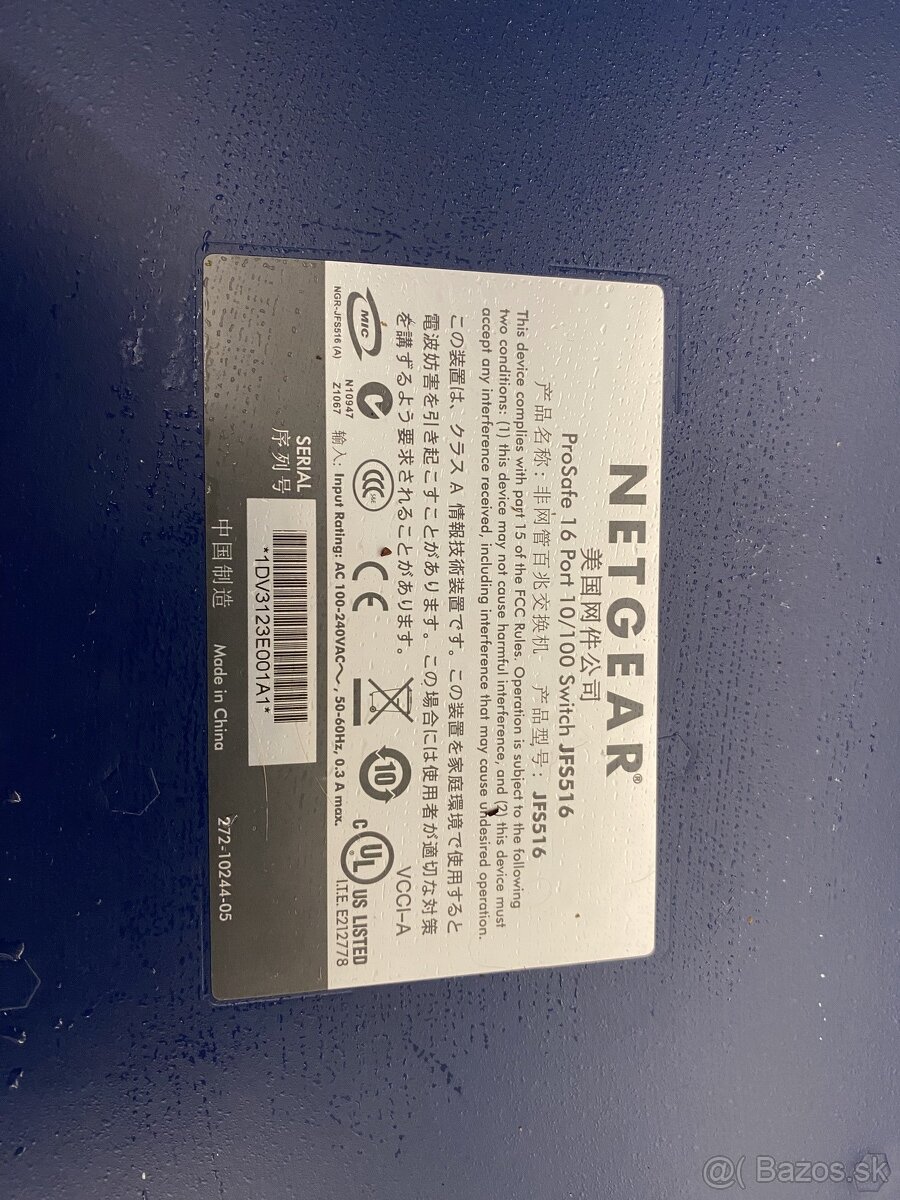 NETGEAR®
美国网件公司
ProSafe 16 Port 10/100 Switch JFS516
产品名称: 非网管百兆交换机 产品型号: JFS516
This device complies with part 15 of the FCC Rules. Operation is subject to the following
two conditions: (1) this device may not cause harmful interference, and (2) this device must
accept any interference received, including interference that may cause undesired operation.
この装置は、クラス A 情報技術装置です。この装置を家庭環境で使用すると
電波妨害を引き起こすことがあります。この場合には使用者が適切な対策
を講ずるよう要求されることがあります。 VCCI-A
MIC
NGR-JFS516 (A)
N10947
Z1067
CCC
S&E
CE
10
c UL US LISTED
I.T.E. E212778
输入: Input Rating: AC 100-240VAC~, 50-60Hz, 0.3 A max.
SERIAL
序列号
*1DV3123E001A1*
中国制造 Made in China 272-10244-05
@( Bazos.sk